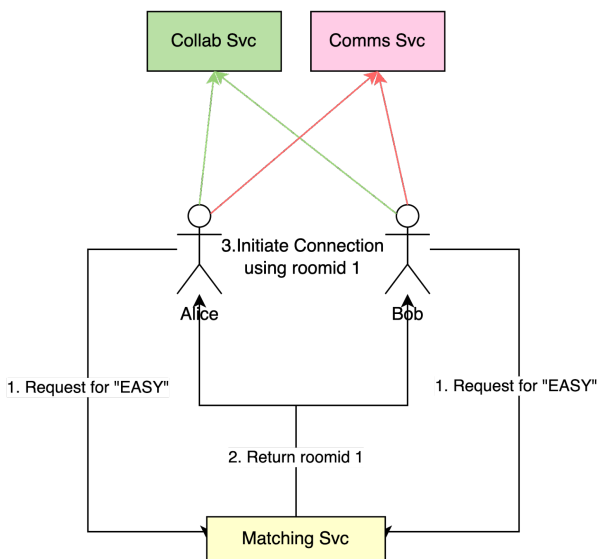 Collab Svc
Comms Svc
3.Initiate Connection
using roomid 1
Alice
Bob
1. Request for "EASY"
1. Request for "EASY"
2. Return roomid 1
Matching Svc